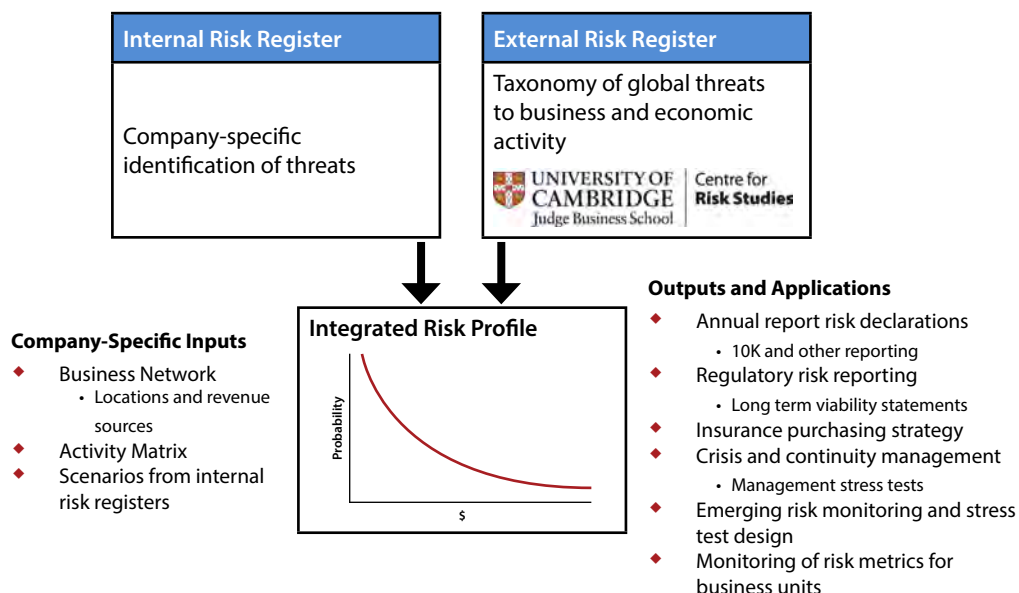 Internal Risk Register
Company-specific
identification of threats
External Risk Register
Taxonomy of global threats
to business and economic
activity
UNIVERSITY OF
CAMBRIDGE
Judge Business School
Centre for
Risk Studies
Company-Specific Inputs
Business Network
• Locations and revenue
sources
Activity Matrix
Scenarios from internal
risk registers
Integrated Risk Profile
Probability
$
Outputs and Applications
Annual report risk declarations
• 10K and other reporting
Regulatory risk reporting
• Long term viability statements
Insurance purchasing strategy
Crisis and continuity management
• Management stress tests
Emerging risk monitoring and stress
test design
Monitoring of risk metrics for
business units